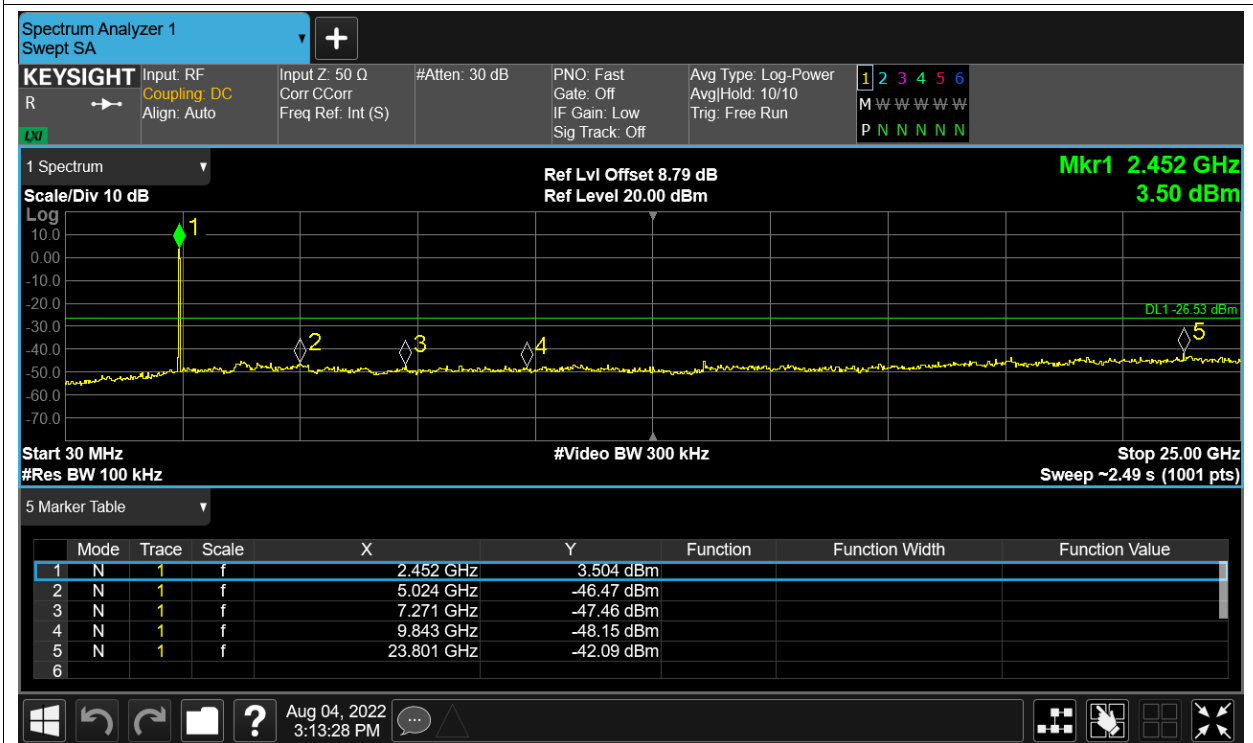 Spectrum Analyzer 1
Swept SA
KEYSIGHT Input: RF Input Z: 50 Ω #Atten: 30 dB PNO: Fast Avg Type: Log-Power 1 2 3 4 5 6
R Coupling: DC Corr CCorr Gate: Off Avg|Hold: 10/10 M W W W W W
Align: Auto Freq Ref: Int (S) IF Gain: Low Trig: Free Run
LXI Sig Track: Off P N N N N N
1 Spectrum Ref Lvl Offset 8.79 dB Mkr1 2.452 GHz
Scale/Div 10 dB Ref Level 20.00 dBm 3.50 dBm
Log
1
10.0
0.00
-10.0
-20.0
DL1 -26.53 dBm
-30.0
2 3 4 5
-40.0
-50.0
-60.0
-70.0
Start 30 MHz #Video BW 300 kHz Stop 25.00 GHz
#Res BW 100 kHz Sweep ~2.49 s (1001 pts)
5 Marker Table
Mode Trace Scale X Y Function Function Width Function Value
1 N 1 f 2.452 GHz 3.504 dBm
2 N 1 f 5.024 GHz -46.47 dBm
3 N 1 f 7.271 GHz -47.46 dBm
4 N 1 f 9.843 GHz -48.15 dBm
5 N 1 f 23.801 GHz -42.09 dBm
6
? Aug 04, 2022
3:13:28 PM